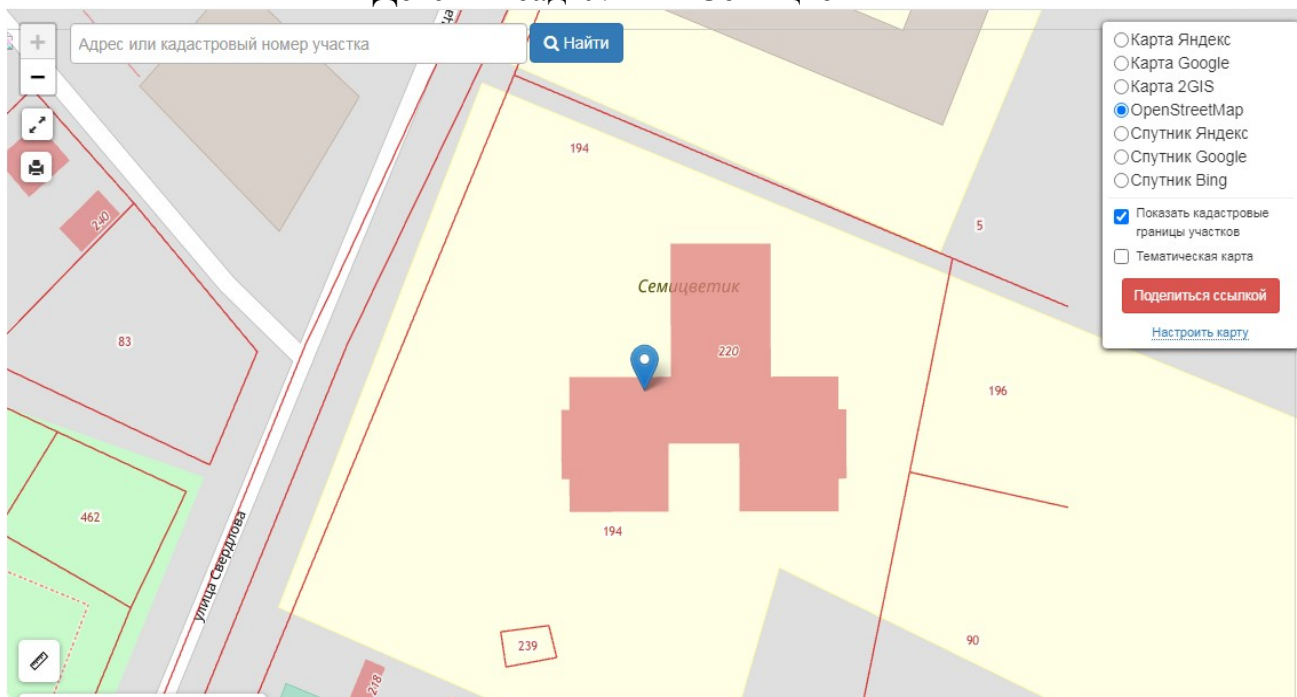 Адрес или кадастровый номер участка
Найти
Карта Яндекс
Карта Google
Карта 2GIS
OpenStreetMap
Спутник Яндекс
Спутник Google
Спутник Bing
Показать кадастровые
границы участков
Тематическая карта
Поделиться ссылкой
Настроить карту
194
5
240
Семицветик
220
83
196
462
улица Свердлова
194
239
90
218